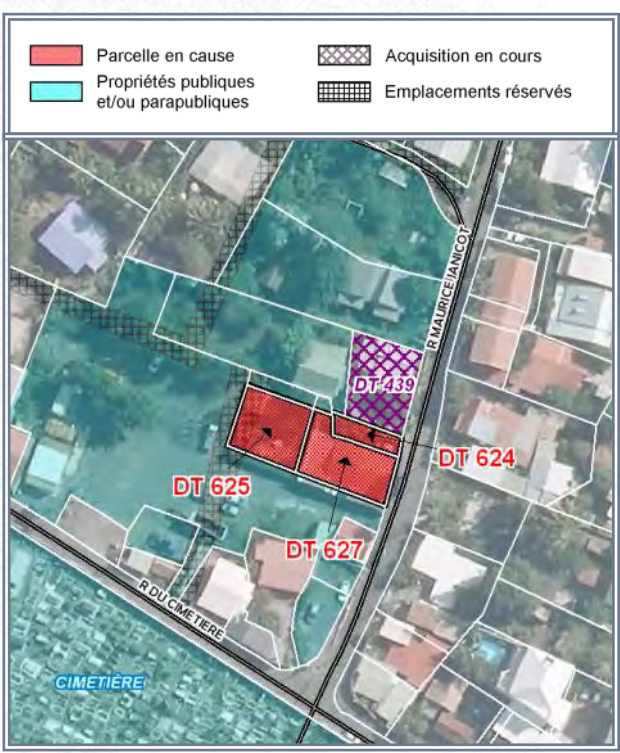 Parcelle en cause
Propriétés publiques
et/ou parapubliques
Acquisition en cours
Emplacements réservés
R MAURICE JANICOT
DT 439
DT 624
DT 625
DT 627
R DU CIMETIERE
CIMETIÈRE